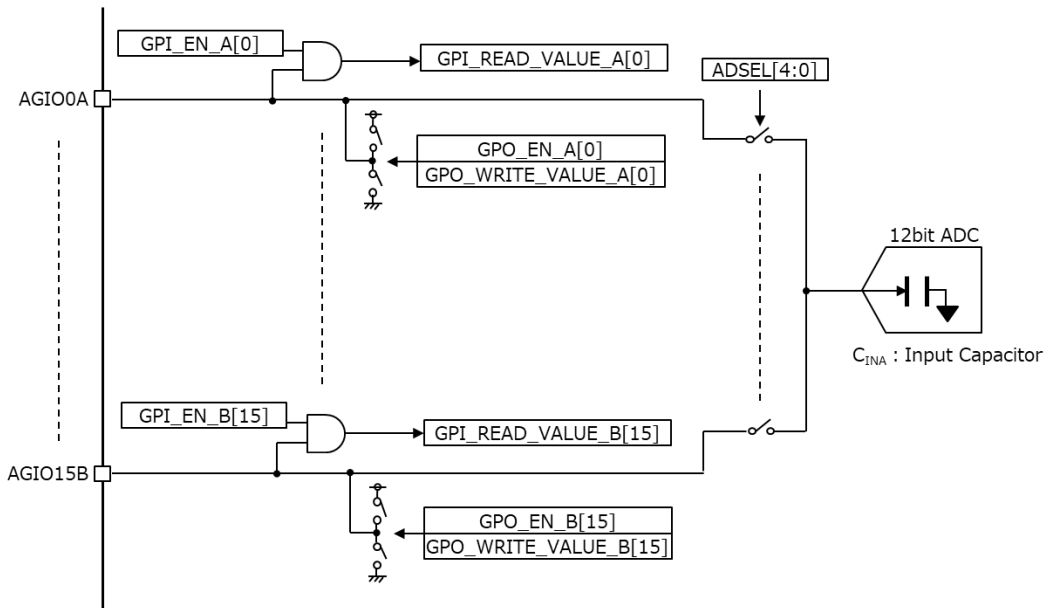 GPI_EN_A[0]
GPI_READ_VALUE_A[0]
ADSEL[4:0]
AGIO0A
GPO_EN_A[0]
GPO_WRITE_VALUE_A[0]
12bit ADC
C_INA : Input Capacitor
GPI_EN_B[15]
GPI_READ_VALUE_B[15]
AGIO15B
GPO_EN_B[15]
GPO_WRITE_VALUE_B[15]